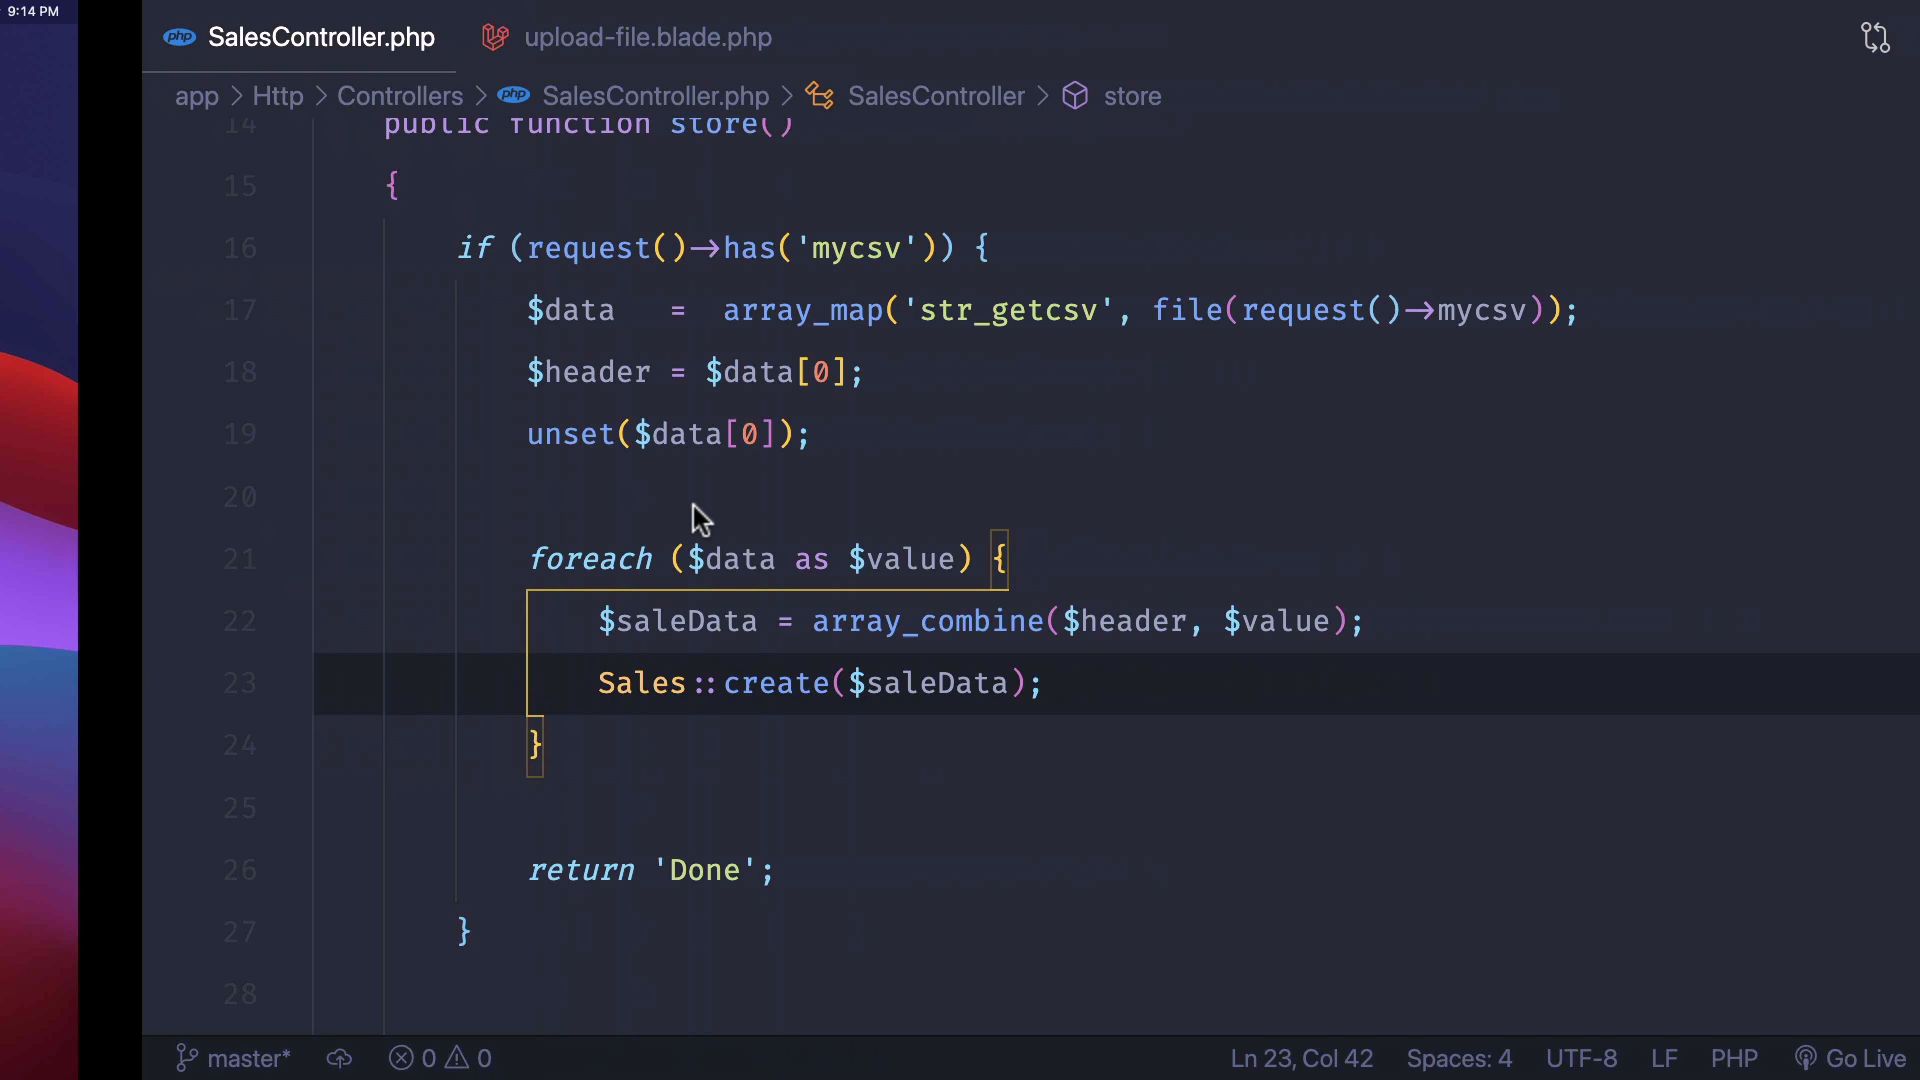 9:14 PM
php SalesController.php upload-file.blade.php
app > Http > Controllers > php SalesController.php > SalesController > store
14 public function store()
15 {
16 if (request()->has('mycsv')) {
17 $data = array_map('str_getcsv', file(request()->mycsv));
18 $header = $data[0];
19 unset($data[0]);
20
21 foreach ($data as $value) {
22 $saleData = array_combine($header, $value);
23 Sales::create($saleData);
24 }
25
26 return 'Done';
27 }
28
master* 0 0 Ln 23, Col 42 Spaces: 4 UTF-8 LF PHP Go Live